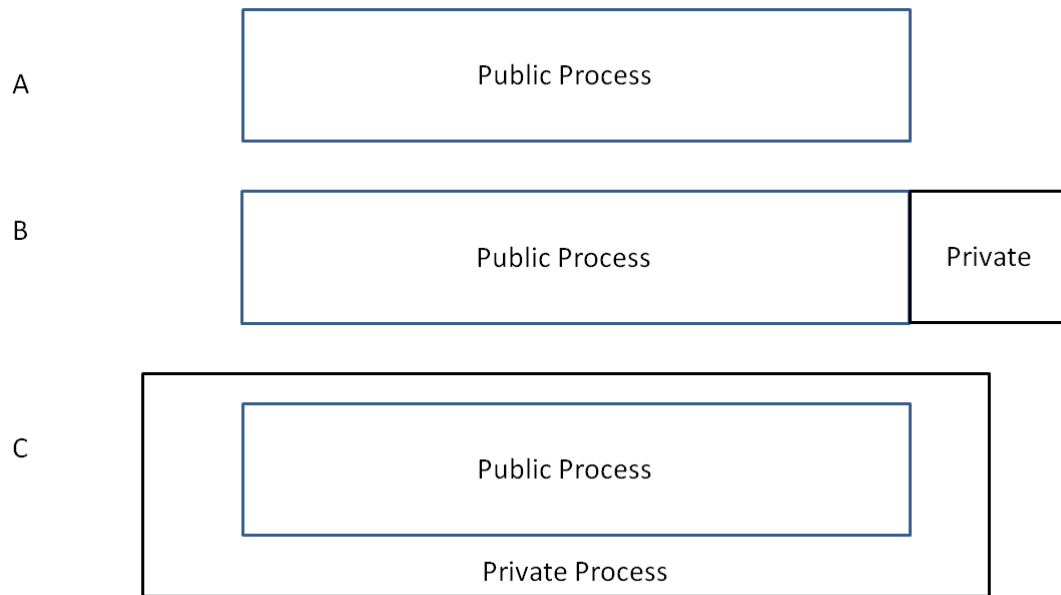 A
Public Process
B
Public Process
Private
C
Public Process
Private Process